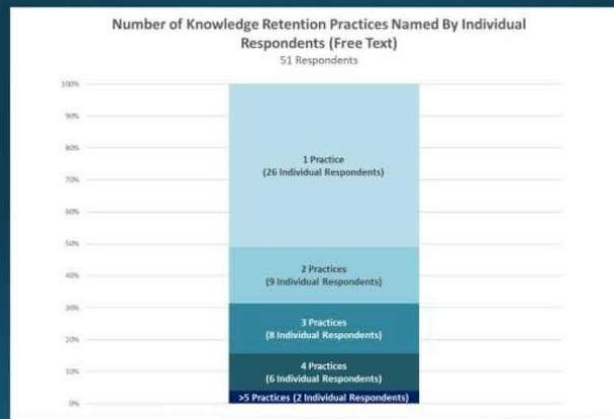 Number of Knowledge Retention Practices Named By Individual
Respondents (Free Text)
51 Respondents
100%
90%
80%
70%
60%
50%
40%
30%
20%
10%
0%
1 Practice
(26 Individual Respondents)
2 Practices
(9 Individual Respondents)
3 Practices
(8 Individual Respondents)
4 Practices
(6 Individual Respondents)
>5 Practices (2 Individual Respondents)